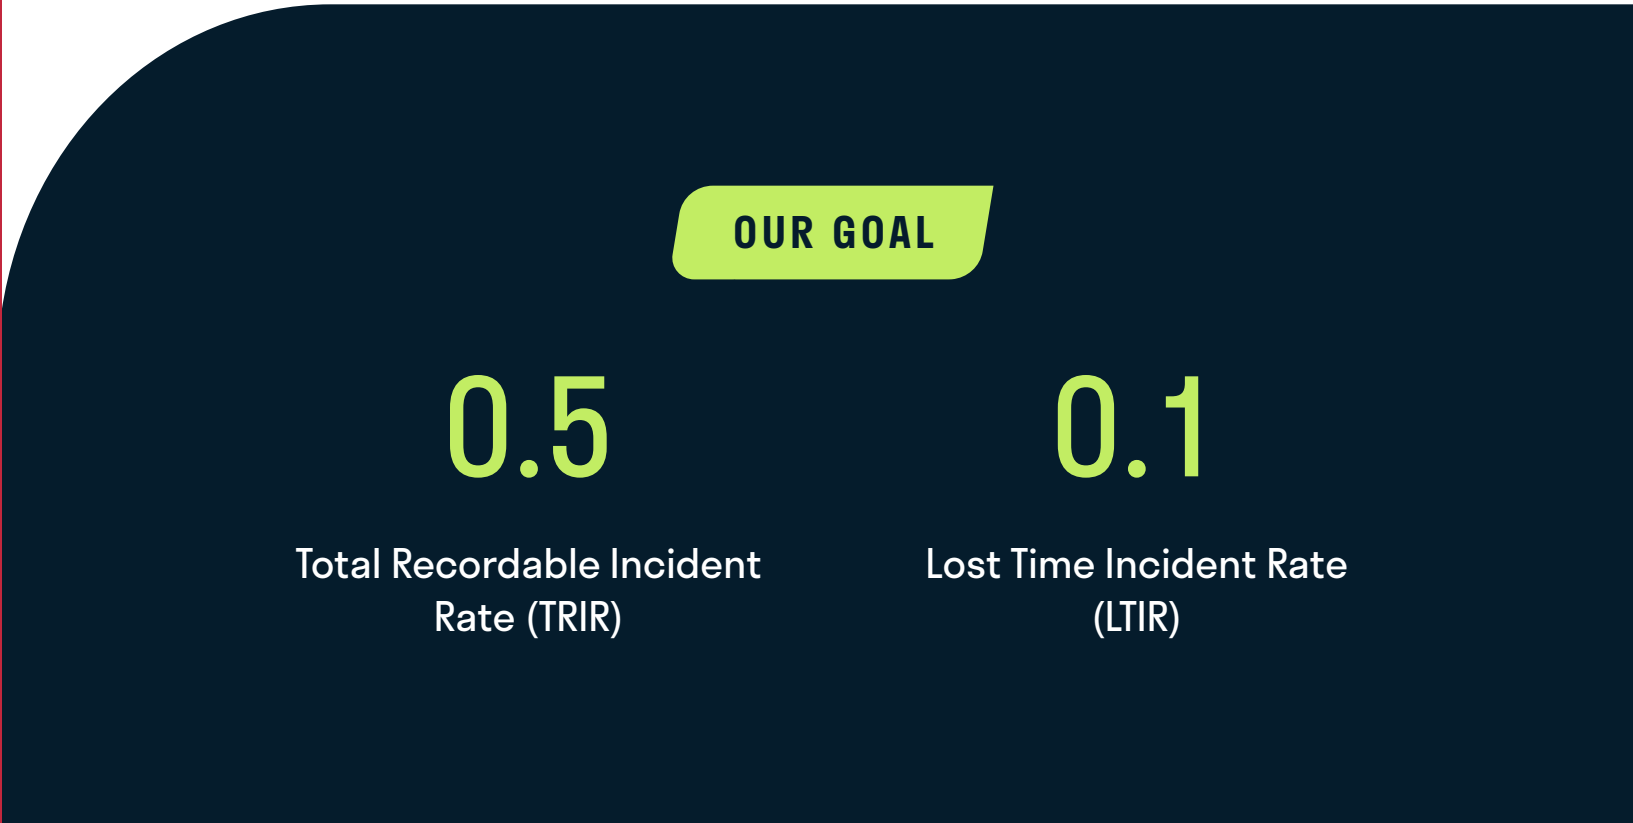 OUR GOAL
0.5
Total Recordable Incident
Rate (TRIR)
0.1
Lost Time Incident Rate
(LTIR)